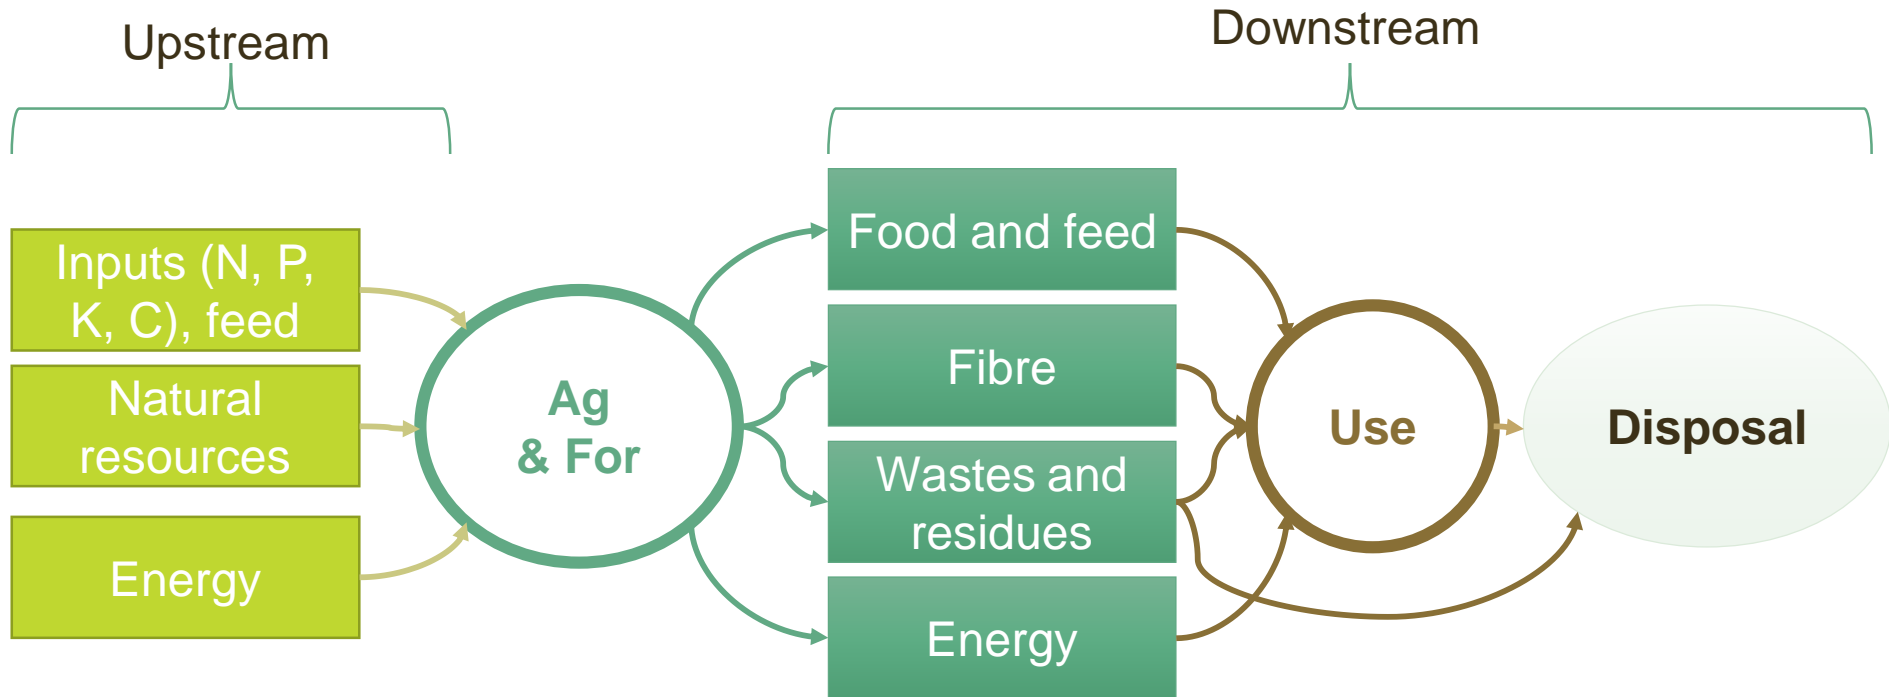 Upstream
Downstream
Inputs (N, P,
K, C), feed
Natural
resources
Energy
Ag
& For
Food and feed
Fibre
Wastes and
residues
Energy
Use
Disposal